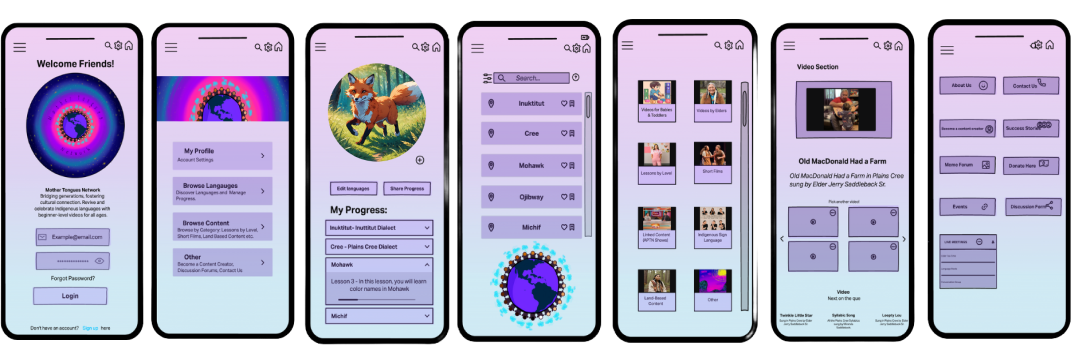 Welcome Friends!
Mother Tongues Network
Bridging generations, fostering
cultural connection. Revive and
celebrate indigenous languages with
beginner-level videos for all ages.
Example@email.com
Forgot Password?
Login
Don't have an account? Sign up here
My Profile
Account Settings
Browse Langauges
Discover Languages and Manage
Progress.
Browse Content
Browse by Category: Lessons by Level,
Short Films, Land Based Content etc.
Other
Become a Content Creator,
Discussion Forums, Contact Us
Edit languages
Share Progress
My Progress:
Inuktitut- Inuttitut Dialect
Cree - Plains Cree Dialect
Mohawk
Lesson 3 - In this lesson, you will learn
color names in Mohawk
Michif
Search...
Inuktitut
Cree
Mohawk
Ojibway
Michif
Videos for Babies
& Toddlers
Videos by Elders
Lessons by Level
Short Films
Linked Content
(APTN Shows)
Indigenous Sign
Language
Land-Based
Content
Other
Video Section
Old MacDonald Had a Farm
Old MacDonald Had a Farm in Plains Cree
sung by Elder Jerry Saddleback Sr.
Pick another video!
Video
Next on the que
Twinkle Little Star
Syllabic Song
Loopty Lou
About Us
Contact Us
Become a content creator
Success Stories
Meme Forum
Donate Here
Events
Discussion Form
LIVE MEETINGS